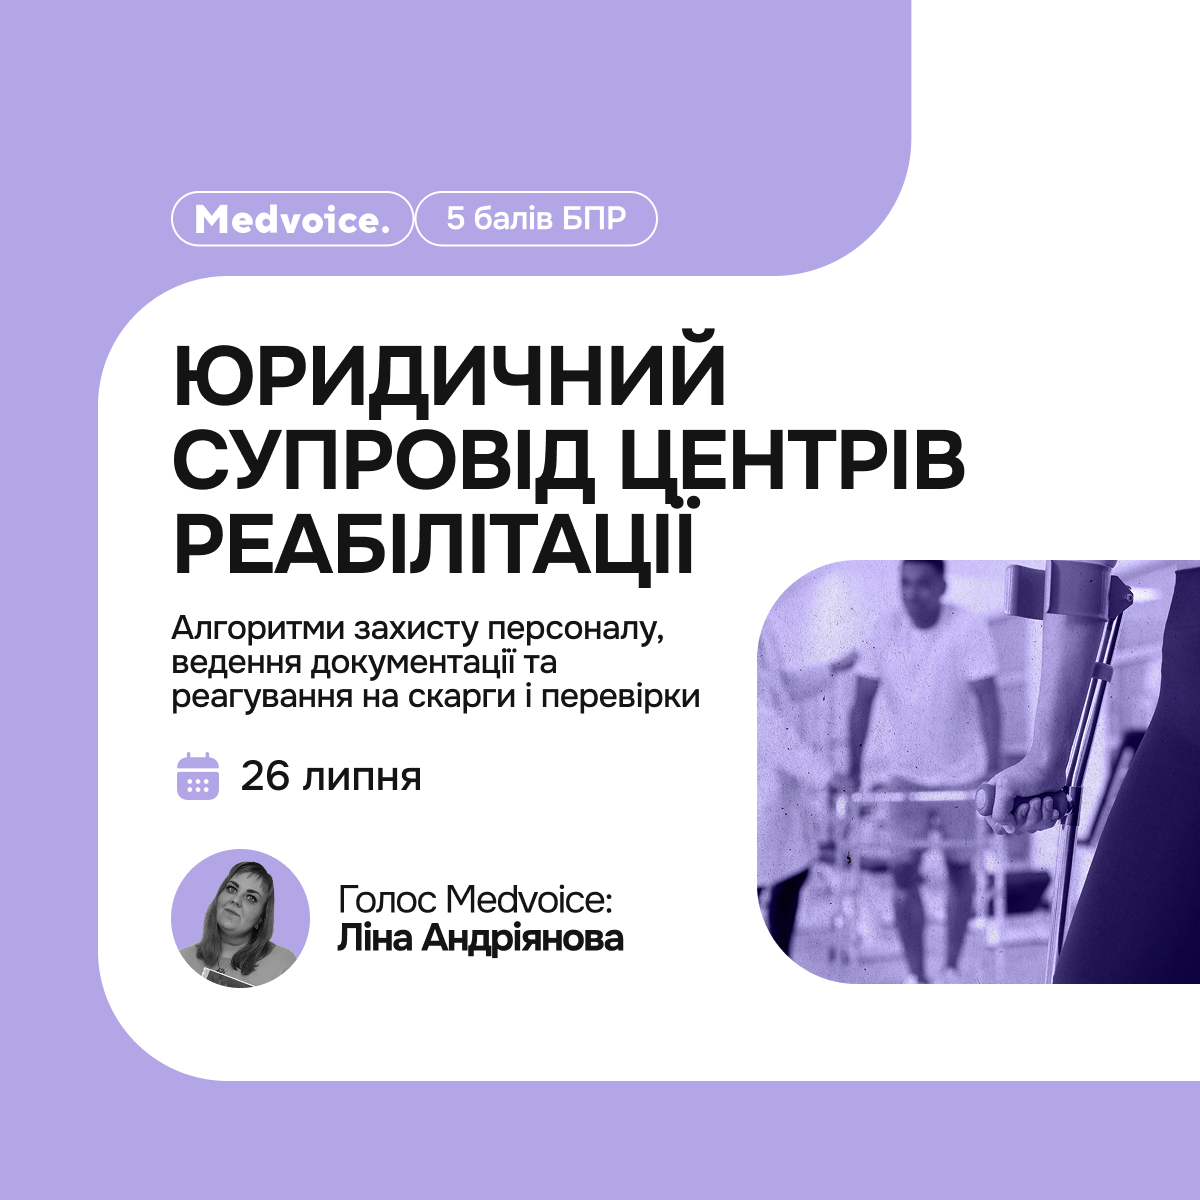 Medvoice.
5 балів БПР
ЮРИДИЧНИЙ
СУПРОВІД ЦЕНТРІВ
РЕАБІЛІТАЦІЇ
Алгоритми захисту персоналу,
ведення документації та
реагування на скарги і перевірки
26 липня
Голос Medvoice:
Ліна Андріянова